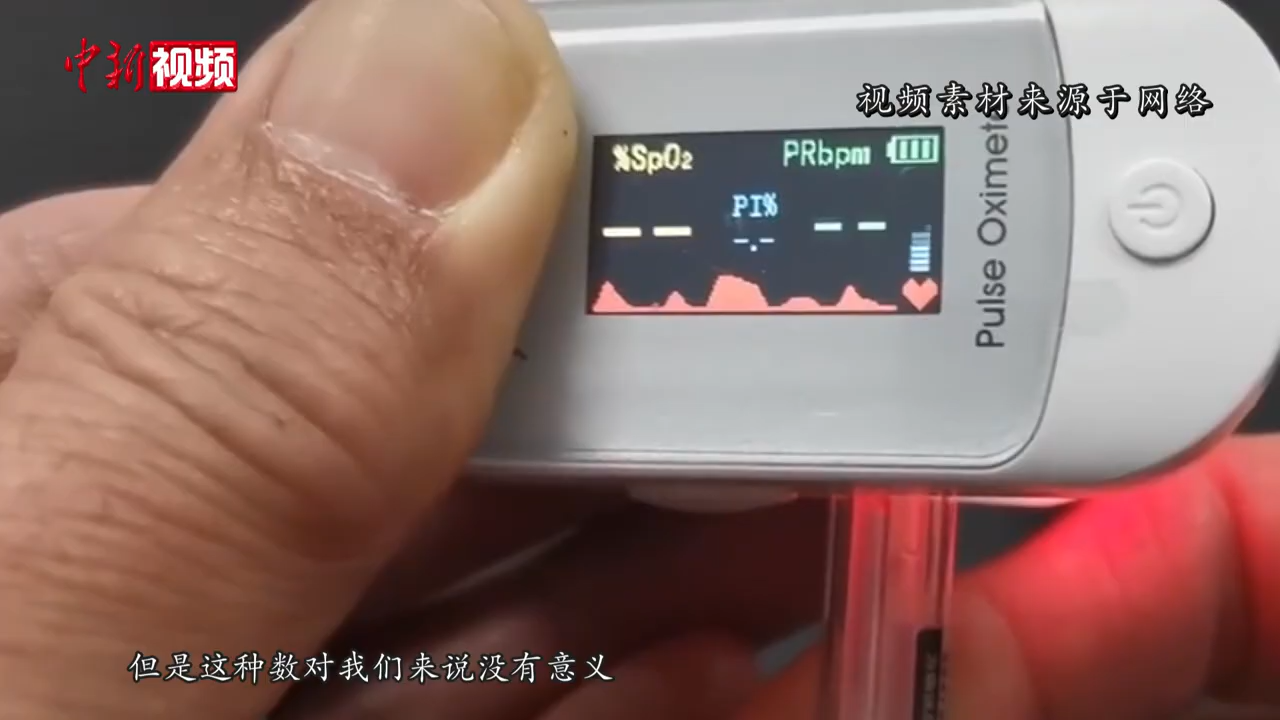 中新视频
视频素材来源于网络
%SpO2
PRbpm
PI%
-- --
-.-
-- --
Pulse Oximet
但是这种数对我们来说没有意义